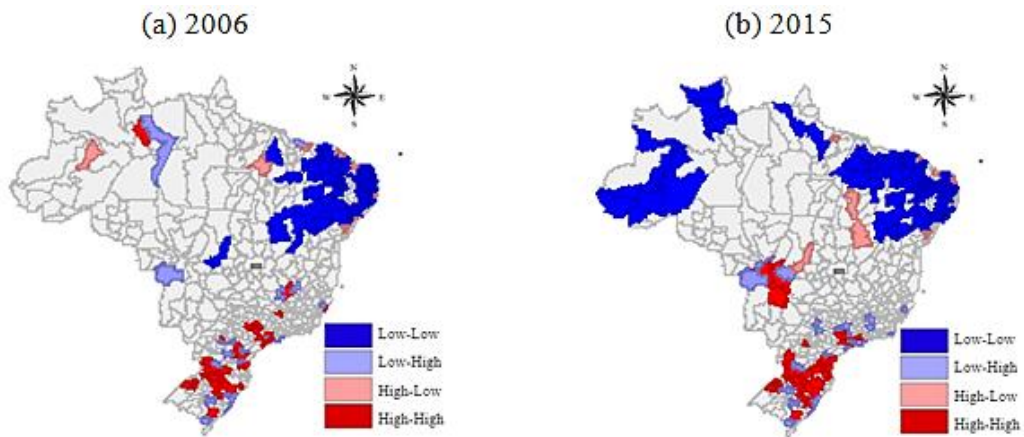 (a) 2006
(b) 2015
N
W E
S
N
W E
S
Low-Low
Low-High
High-Low
High-High
Low-Low
Low-High
High-Low
High-High